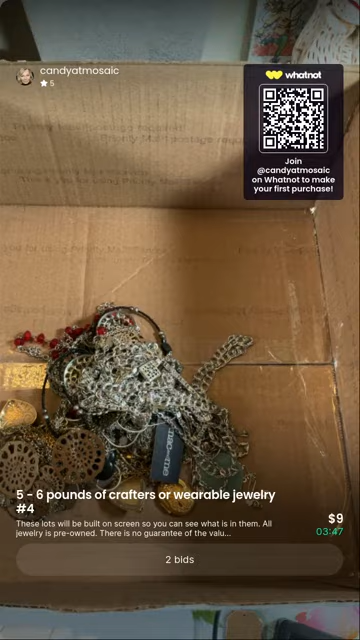 candyatmosaic
★ 5
whatnot
Join
@candyatmosaic
on Whatnot to make
your first purchase!
5 - 6 pounds of crafters or wearable jewelry
#4
These lots will be built on screen so you can see what is in them. All
jewelry is pre-owned. There is no guarantee of the valu...
$9
03:47
2 bids